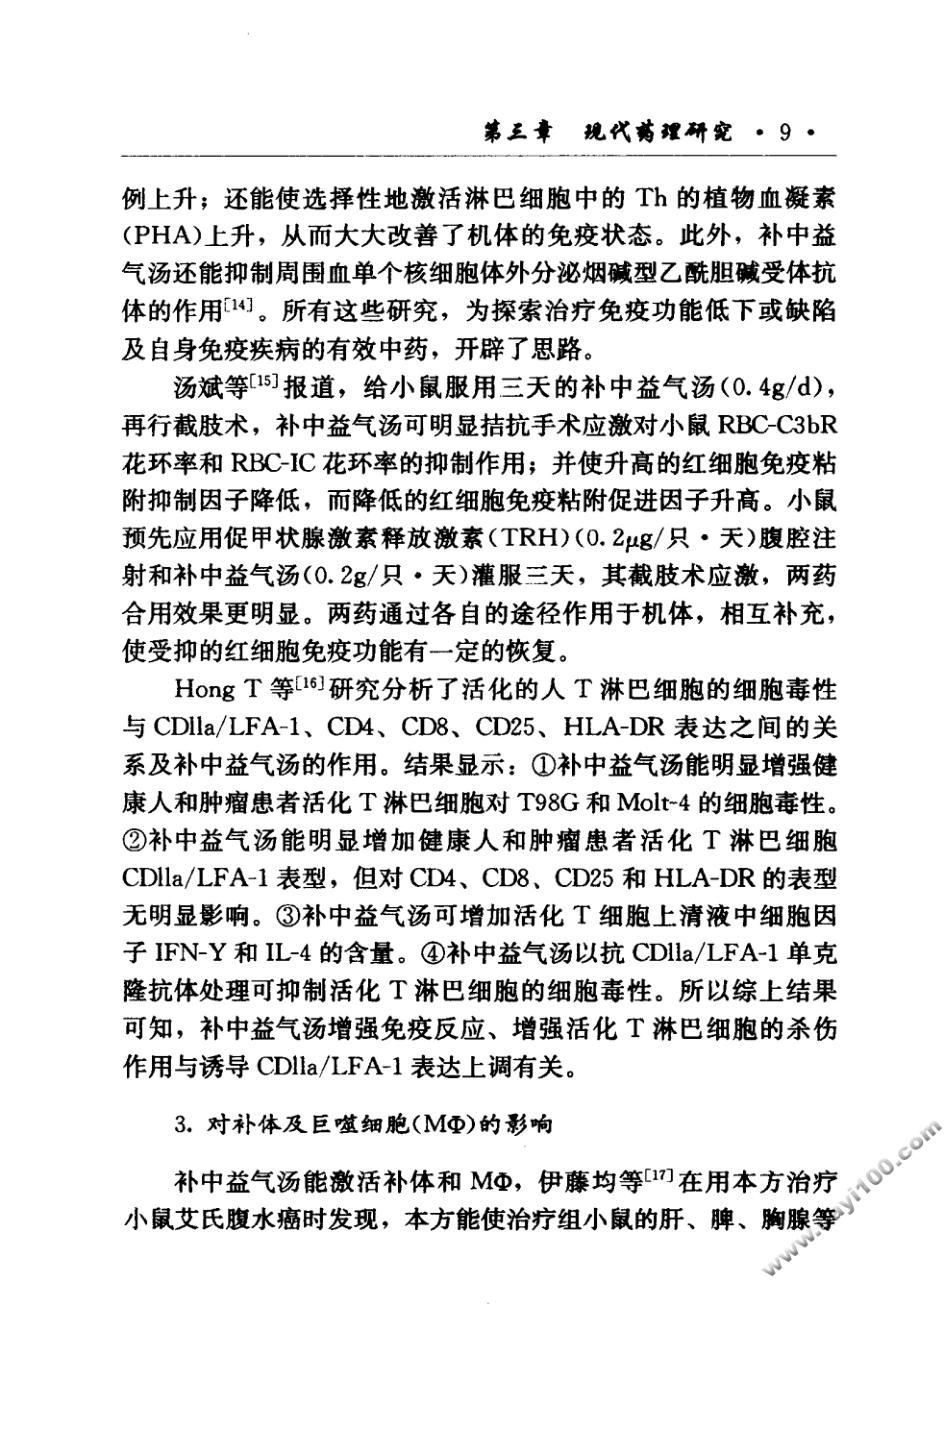 第三章 现代药理研究 ·9·
例上升；还能使选择性地激活淋巴细胞中的 Th 的植物血凝素
(PHA)上升，从而大大改善了机体的免疫状态。此外，补中益
气汤还能抑制周围血单个核细胞体外分泌烟碱型乙酰胆碱受体抗
体的作用[14]。所有这些研究，为探索治疗免疫功能低下或缺陷
及自身免疫疾病的有效中药，开辟了思路。
汤斌等[15]报道，给小鼠服用三天的补中益气汤(0.4g/d)，
再行截肢术，补中益气汤可明显拮抗手术应激对小鼠 RBC-C3bR
花环率和 RBC-IC 花环率的抑制作用；并使升高的红细胞免疫粘
附抑制因子降低，而降低的红细胞免疫粘附促进因子升高。小鼠
预先应用促甲状腺激素释放激素(TRH)(0.2μg/只·天)腹腔注
射和补中益气汤(0.2g/只·天)灌服三天，其截肢术应激，两药
合用效果更明显。两药通过各自的途径作用于机体，相互补充，
使受抑的红细胞免疫功能有一定的恢复。
Hong T 等[16]研究分析了活化的人 T 淋巴细胞的细胞毒性
与 CDlla/LFA-1、CD4、CD8、CD25、HLA-DR 表达之间的关
系及补中益气汤的作用。结果显示：①补中益气汤能明显增强健
康人和肿瘤患者活化 T 淋巴细胞对 T98G 和 Molt-4 的细胞毒性。
②补中益气汤能明显增加健康人和肿瘤患者活化 T 淋巴细胞
CDlla/LFA-1 表型，但对 CD4、CD8、CD25 和 HLA-DR 的表型
无明显影响。③补中益气汤可增加活化 T 细胞上清液中细胞因
子 IFN-Y 和 IL-4 的含量。④补中益气汤以抗 CDlla/LFA-1 单克
隆抗体处理可抑制活化 T 淋巴细胞的细胞毒性。所以综上结果
可知，补中益气汤增强免疫反应、增强活化 T 淋巴细胞的杀伤
作用与诱导 CDlla/LFA-1 表达上调有关。
3. 对补体及巨噬细胞(MΦ)的影响
补中益气汤能激活补体和 MΦ，伊藤均等[17]在用本方治疗
小鼠艾氏腹水癌时发现，本方能使治疗组小鼠的肝、脾、胸腺等